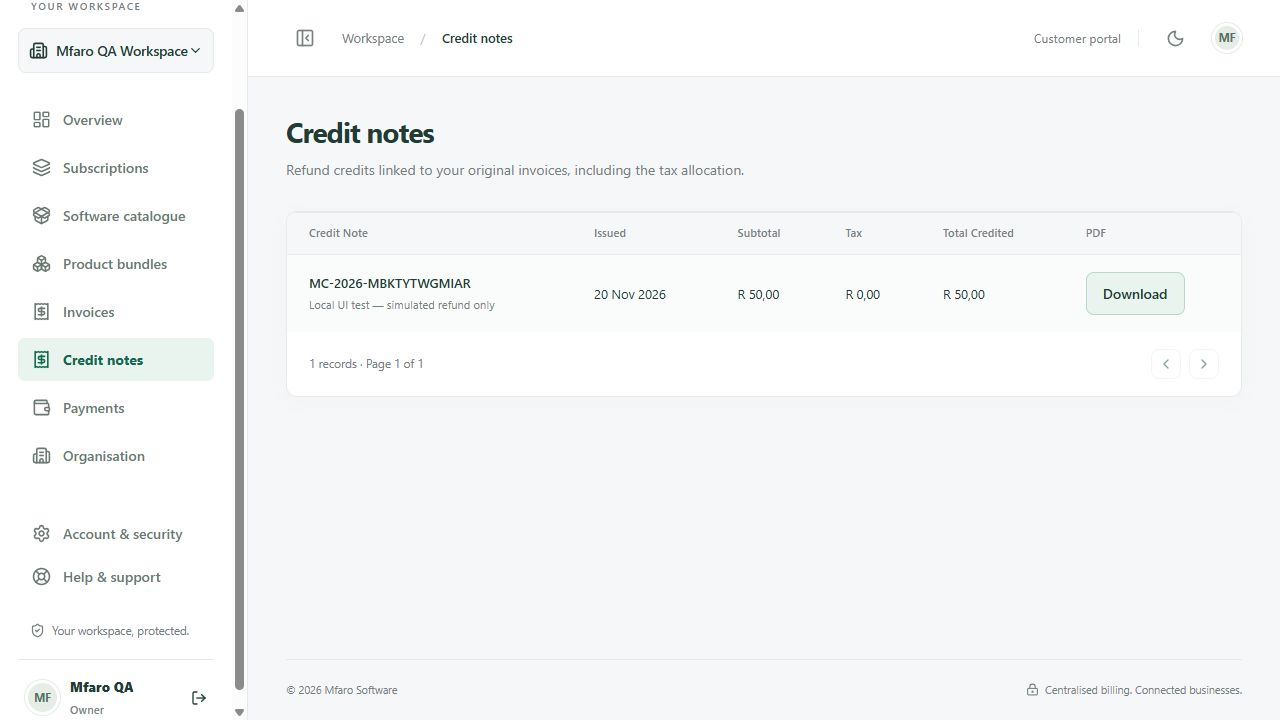 YOUR WORKSPACE
Mfaro QA Workspace
Overview
Subscriptions
Software catalogue
Product bundles
Invoices
Credit notes
Payments
Organisation
Account & security
Help & support
Your workspace, protected.
MF
Mfaro QA
Owner
Workspace / Credit notes
Customer portal
MF
Credit notes
Refund credits linked to your original invoices, including the tax allocation.
Credit Note Issued Subtotal Tax Total Credited PDF
MC-2026-MBKTYTWGMIAR
Local UI test — simulated refund only
20 Nov 2026 R 50,00 R 0,00 R 50,00 Download
1 records · Page 1 of 1
© 2026 Mfaro Software
Centralised billing. Connected businesses.